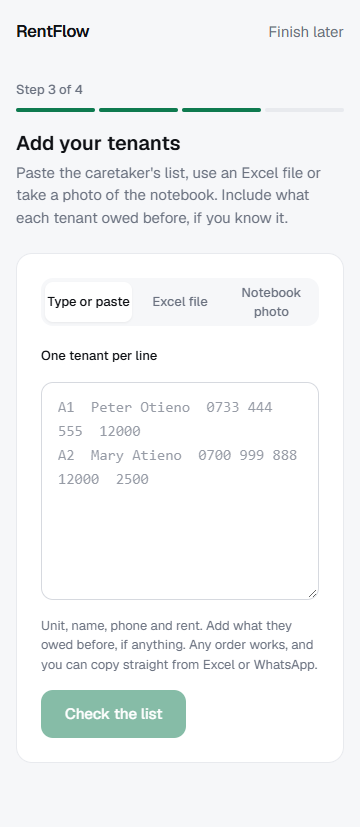 RentFlow
Finish later
Step 3 of 4
Add your tenants
Paste the caretaker's list, use an Excel file or
take a photo of the notebook. Include what
each tenant owed before, if you know it.
Type or paste
Excel file
Notebook
photo
One tenant per line
A1  Peter Otieno  0733 444
555  12000
A2  Mary Atieno  0700 999 888
12000  2500
Unit, name, phone and rent. Add what they
owed before, if anything. Any order works, and
you can copy straight from Excel or WhatsApp.
Check the list